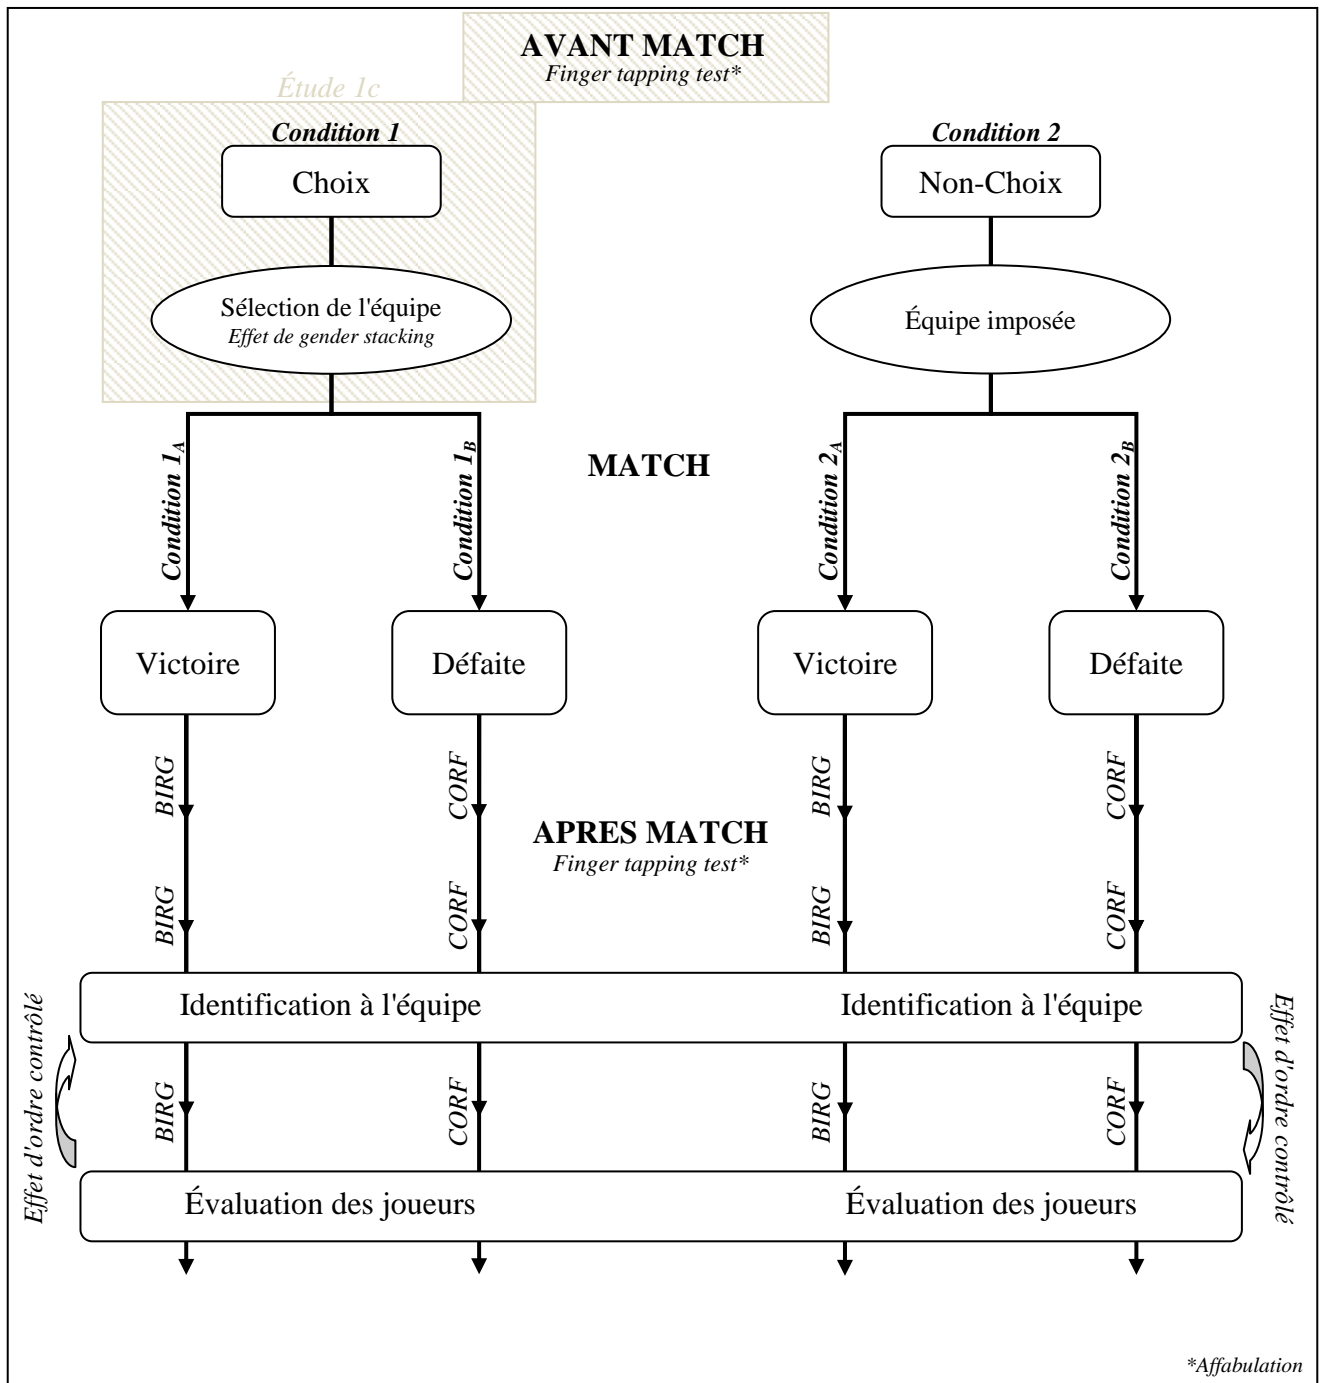 AVANT MATCH
Finger tapping test*
Étude 1c
Condition 1
Condition 2
Choix
Non-Choix
Sélection de l'équipe
Effet de gender stacking
Équipe imposée
Condition 1A
Condition 1B
MATCH
Condition 2A
Condition 2B
Victoire
Défaite
Victoire
Défaite
BIRG
CORF
BIRG
CORF
APRES MATCH
Finger tapping test*
BIRG
CORF
BIRG
CORF
Identification à l'équipe
Identification à l'équipe
Effet d'ordre contrôlé
BIRG
CORF
BIRG
CORF
Effet d'ordre contrôlé
Évaluation des joueurs
Évaluation des joueurs
*Affabulation